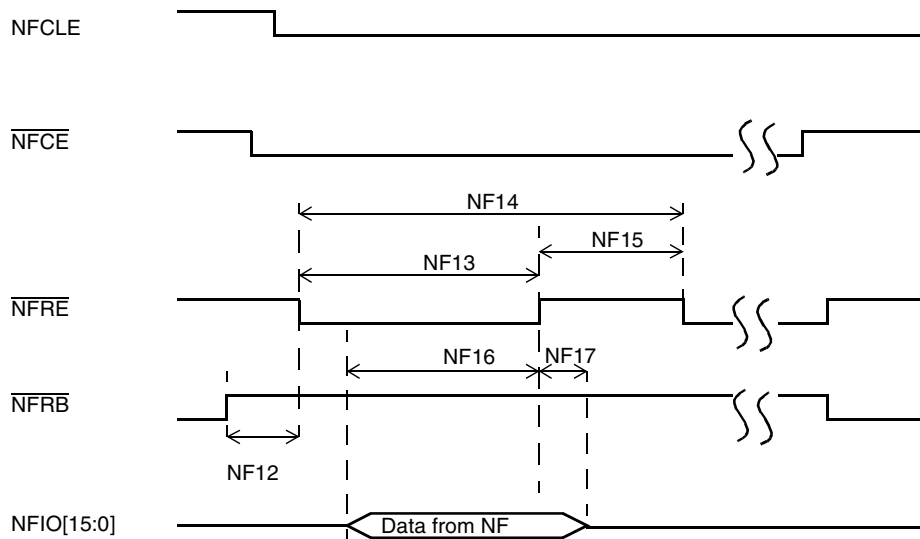 NFCLE
NFCE
NF14
NF15
NF13
NFRE
NF16
NF17
NFRB
NF12
NFIO[15:0]
Data from NF